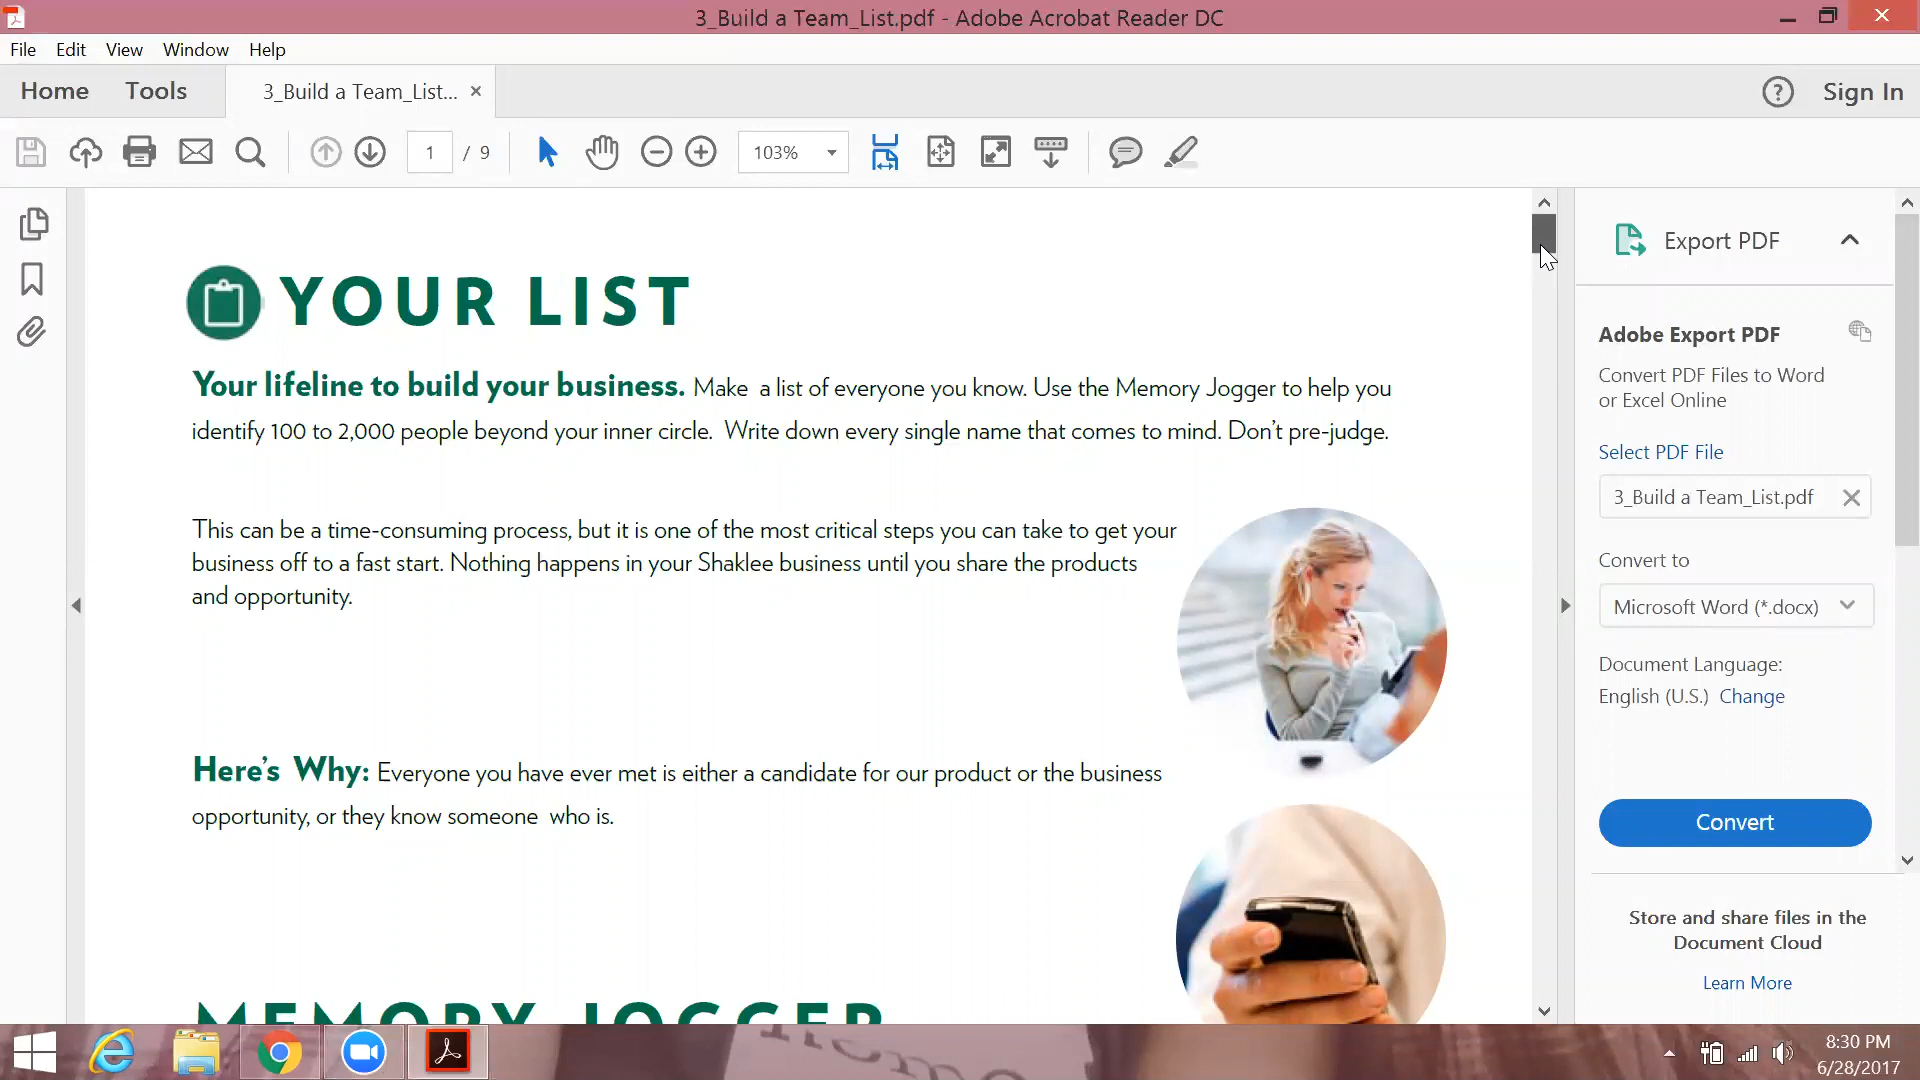 3_Build a Team_List.pdf - Adobe Acrobat Reader DC
File Edit View Window Help
Home Tools 3_Build a Team_List... × ? Sign In
1 / 9 103%
YOUR LIST
Your lifeline to build your business. Make a list of everyone you know. Use the Memory Jogger to help you
identify 100 to 2,000 people beyond your inner circle. Write down every single name that comes to mind. Don't pre-judge.
This can be a time-consuming process, but it is one of the most critical steps you can take to get your
business off to a fast start. Nothing happens in your Shaklee business until you share the products
and opportunity.
Here's Why: Everyone you have ever met is either a candidate for our product or the business
opportunity, or they know someone who is.
MEMORY JOGGER
Export PDF
Adobe Export PDF
Convert PDF Files to Word
or Excel Online
Select PDF File
3_Build a Team_List.pdf
Convert to
Microsoft Word (*.docx)
Document Language:
English (U.S.) Change
Convert
Store and share files in the
Document Cloud
Learn More
8:30 PM
6/28/2017